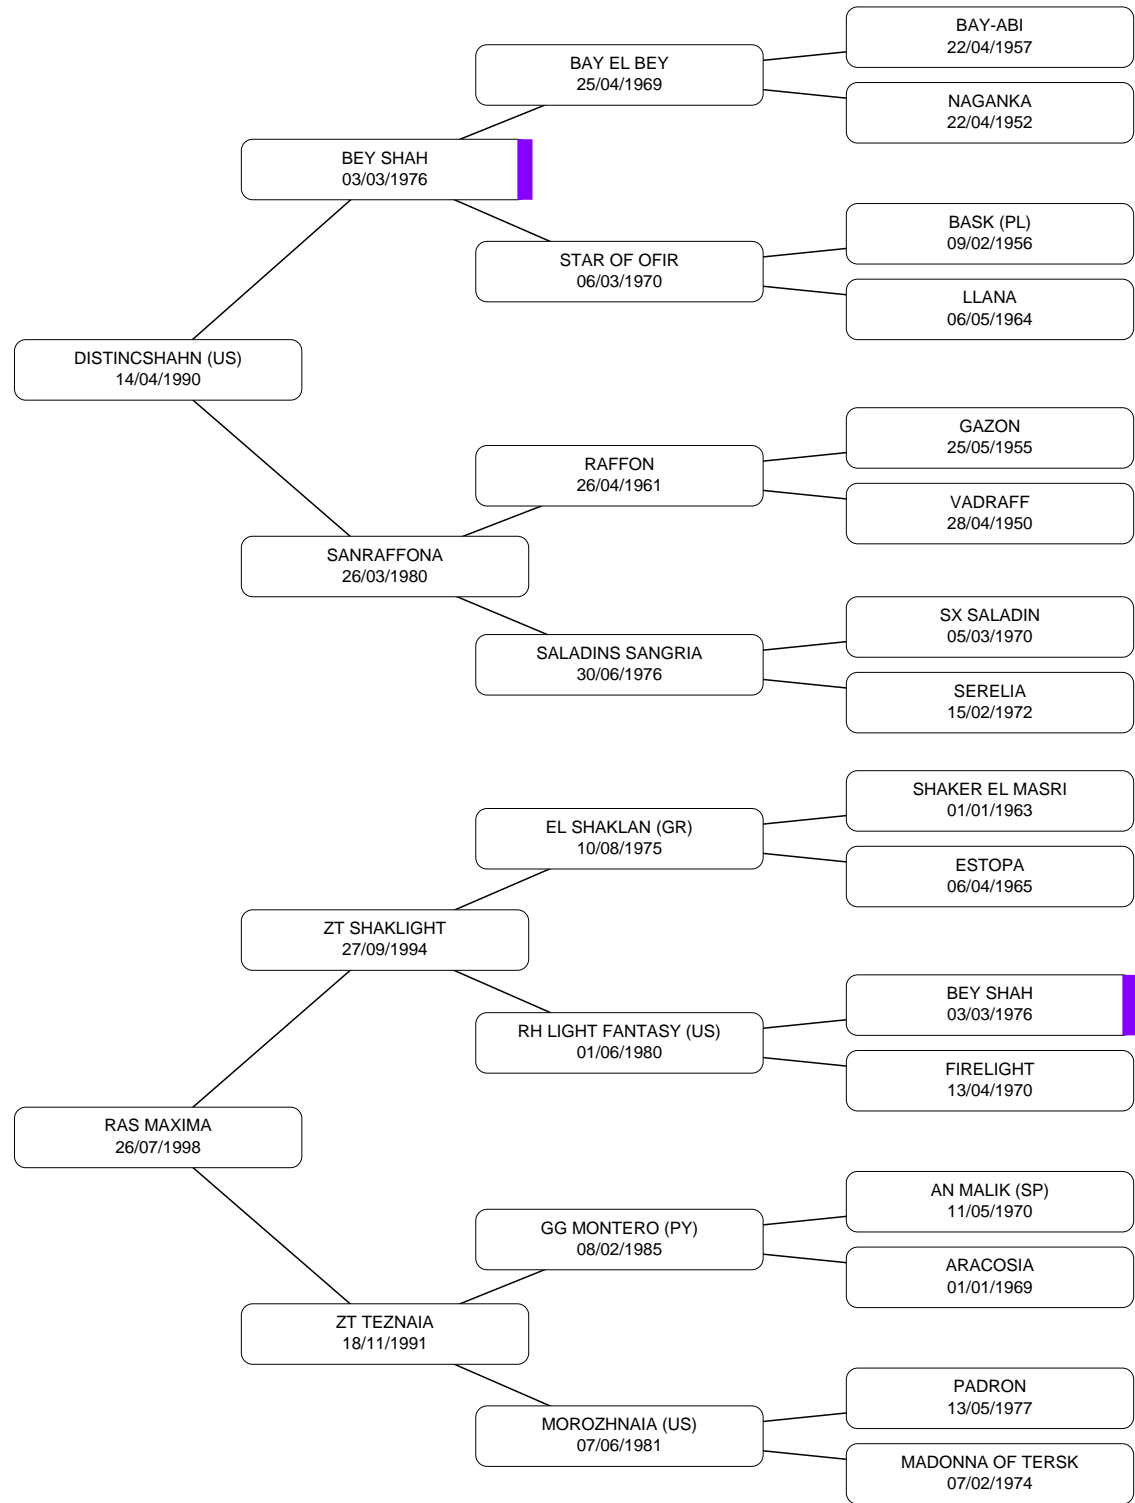 BAY-ABI
22/04/1957
BAY EL BEY
25/04/1969
NAGANKA
22/04/1952
BEY SHAH
03/03/1976
BASK (PL)
09/02/1956
STAR OF OFIR
06/03/1970
LLANA
06/05/1964
DISTINCSHAHN (US)
14/04/1990
GAZON
25/05/1955
RAFFON
26/04/1961
VADRAFF
28/04/1950
SANRAFFONA
26/03/1980
SX SALADIN
05/03/1970
SALADINS SANGRIA
30/06/1976
SERELIA
15/02/1972
SHAKER EL MASRI
01/01/1963
EL SHAKLAN (GR)
10/08/1975
ESTOPA
06/04/1965
ZT SHAKLIGHT
27/09/1994
BEY SHAH
03/03/1976
RH LIGHT FANTASY (US)
01/06/1980
FIRELIGHT
13/04/1970
RAS MAXIMA
26/07/1998
AN MALIK (SP)
11/05/1970
GG MONTERO (PY)
08/02/1985
ARACOSIA
01/01/1969
ZT TEZNAIA
18/11/1991
PADRON
13/05/1977
MOROZHNAIA (US)
07/06/1981
MADONNA OF TERSK
07/02/1974